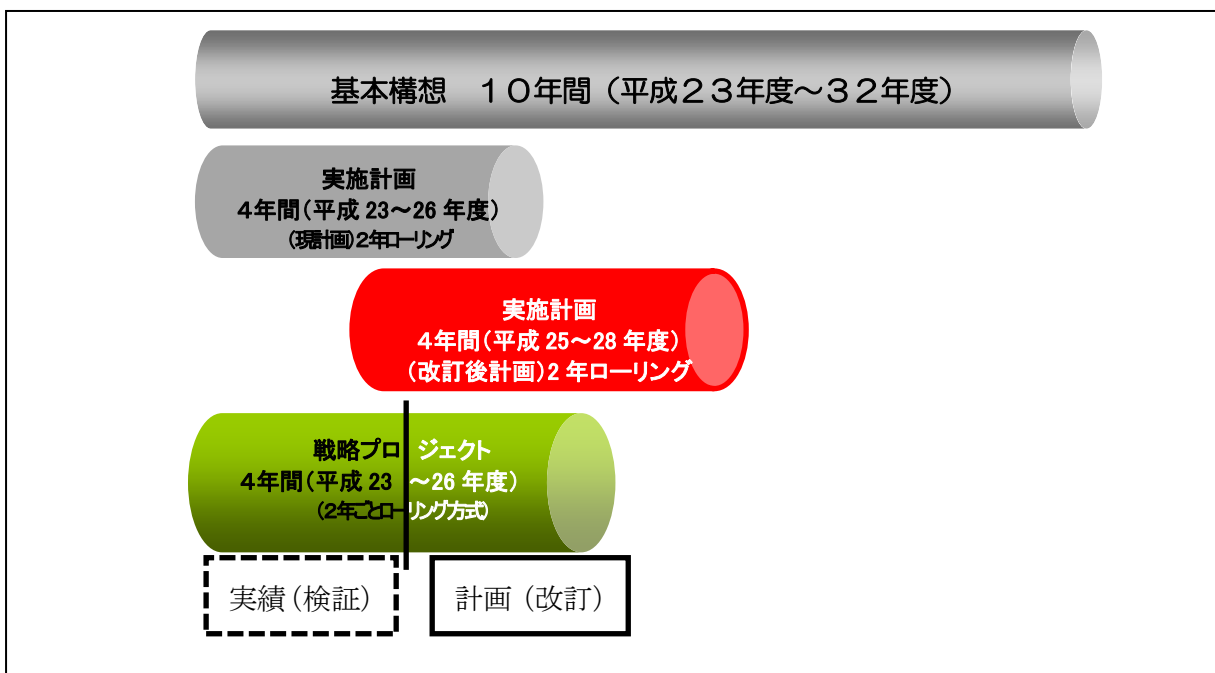 基本構想　１０年間（平成２３年度～３２年度）
実施計画
４年間（平成 23～26 年度）
（現計画）２年ローリング
実施計画
４年間（平成 25～28 年度）
（改訂後計画）2 年ローリング
戦略プロジェクト
４年間（平成 23 ～26 年度）
（２年ごとローリング方式）
実績（検証）
計画（改訂）